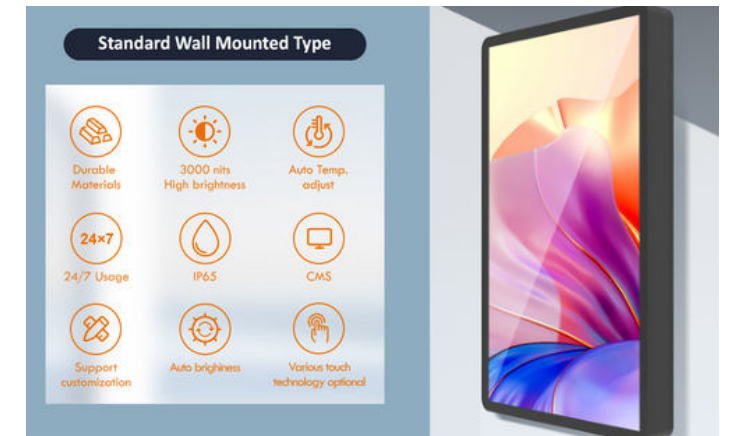 Standard Wall Mounted Type
Durable
Materials
3000 nits
High brightness
Auto Temp.
adjust
24×7
24/7 Usage
IP65
CMS
Support
customization
Auto brighiness
Various touch
technology optional